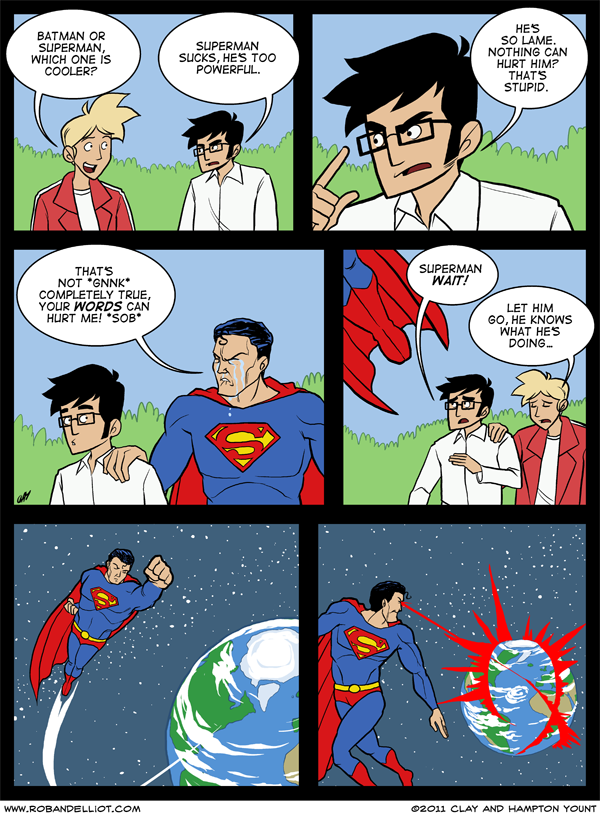 BATMAN OR
SUPERMAN,
WHICH ONE IS
COOLER?
SUPERMAN
SUCKS, HE'S TOO
POWERFUL.
HE'S
SO LAME.
NOTHING CAN
HURT HIM?
THAT'S
STUPID.
THAT'S
NOT *GNNK*
COMPLETELY TRUE,
YOUR WORDS CAN
HURT ME! *SOB*
SUPERMAN
WAIT!
LET HIM
GO, HE KNOWS
WHAT HE'S
DOING...
S
S
S
WWW.ROBANDELLIOT.COM
©2011 CLAY AND HAMPTON YOUNT